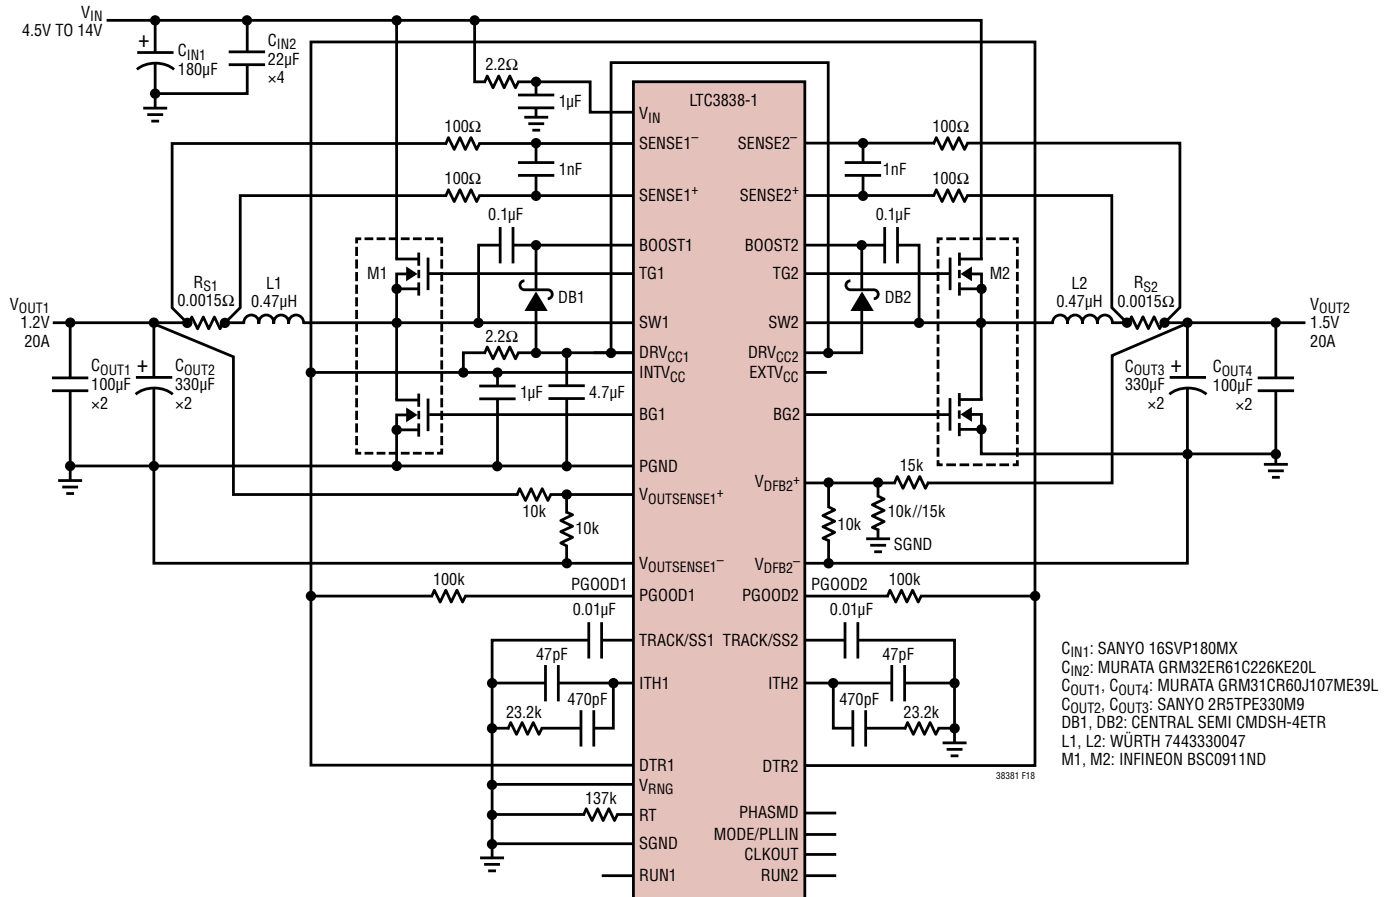 VIN
4.5V TO 14V
+
CIN1
180µF
CIN2
22µF
×4
2.2Ω
1µF
LTC3838-1
VIN
100Ω
SENSE1–
SENSE2–
100Ω
1nF
1nF
100Ω
SENSE1+
SENSE2+
100Ω
0.1µF
0.1µF
BOOST1
BOOST2
M1
TG1
TG2
M2
DB1
DB2
RS1
0.0015Ω
L1
0.47µH
L2
0.47µH
RS2
0.0015Ω
VOUT1
1.2V
20A
SW1
SW2
VOUT2
1.5V
20A
2.2Ω
DRVCC1
DRVCC2
INTVCC
EXTVCC
COUT1
100µF
×2
+
COUT2
330µF
×2
1µF
4.7µF
COUT3
330µF
×2
+
COUT4
100µF
×2
BG1
BG2
PGND
15k
VDFB2+
VOUTSENSE1+
10k
10k
10k
10k//15k
SGND
VOUTSENSE1–
VDFB2–
100k
PGOOD1
PGOOD1
PGOOD2
PGOOD2
100k
0.01µF
0.01µF
TRACK/SS1
TRACK/SS2
47pF
47pF
ITH1
ITH2
470pF
470pF
23.2k
23.2k
DTR1
DTR2
VRNG
137k
RT
PHASMD
MODE/PLLIN
SGND
CLKOUT
RUN1
RUN2
38381 F18
CIN1: SANYO 16SVP180MX
CIN2: MURATA GRM32ER61C226KE20L
COUT1, COUT4: MURATA GRM31CR60J107ME39L
COUT2, COUT3: SANYO 2R5TPE330M9
DB1, DB2: CENTRAL SEMI CMDSH-4ETR
L1, L2: WÜRTH 7443330047
M1, M2: INFINEON BSC0911ND